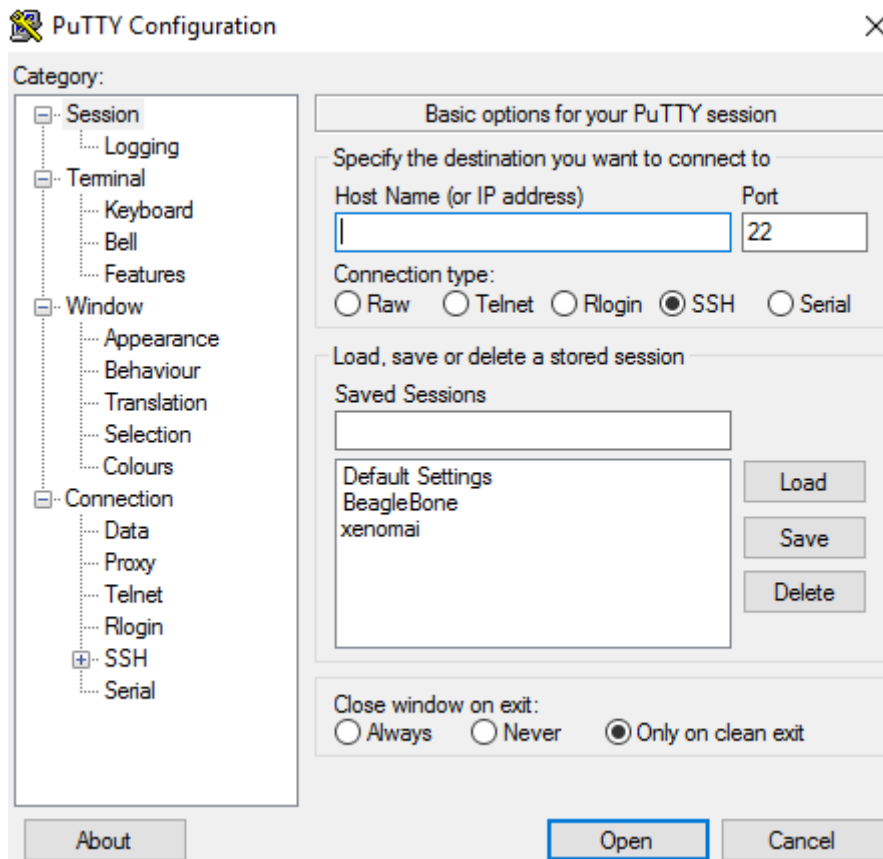 PuTTY Configuration
Category:
Session
Logging
Terminal
Keyboard
Bell
Features
Window
Appearance
Behaviour
Translation
Selection
Colours
Connection
Data
Proxy
Telnet
Rlogin
SSH
Serial
Basic options for your PuTTY session
Specify the destination you want to connect to
Host Name (or IP address) Port
22
Connection type:
Raw Telnet Rlogin SSH Serial
Load, save or delete a stored session
Saved Sessions
Default Settings
BeagleBone
xenomai
Load
Save
Delete
Close window on exit:
Always Never Only on clean exit
About Open Cancel